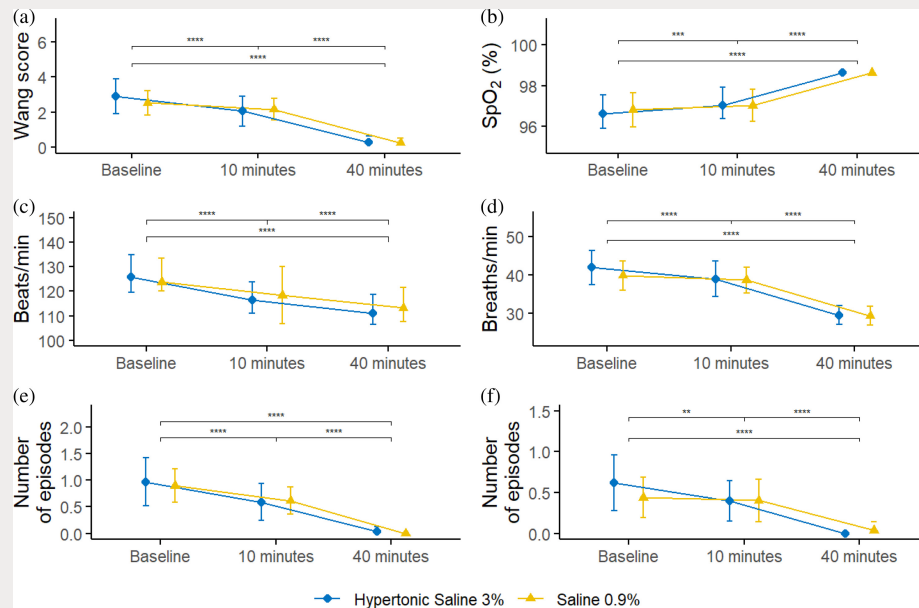 (a)
Wang score
6
4
2
0
****
****
****
Baseline
10 minutes
40 minutes
(b)
SpO2 (%)
100
98
96
***
****
****
Baseline
10 minutes
40 minutes
(c)
Beats/min
150
140
130
120
110
100
****
****
****
Baseline
10 minutes
40 minutes
(d)
Breaths/min
50
40
30
****
****
****
Baseline
10 minutes
40 minutes
(e)
Number
of episodes
2.0
1.5
1.0
0.5
0.0
****
****
****
Baseline
10 minutes
40 minutes
(f)
Number
of episodes
1.5
1.0
0.5
0.0
**
****
****
Baseline
10 minutes
40 minutes
Hypertonic Saline 3%
Saline 0.9%